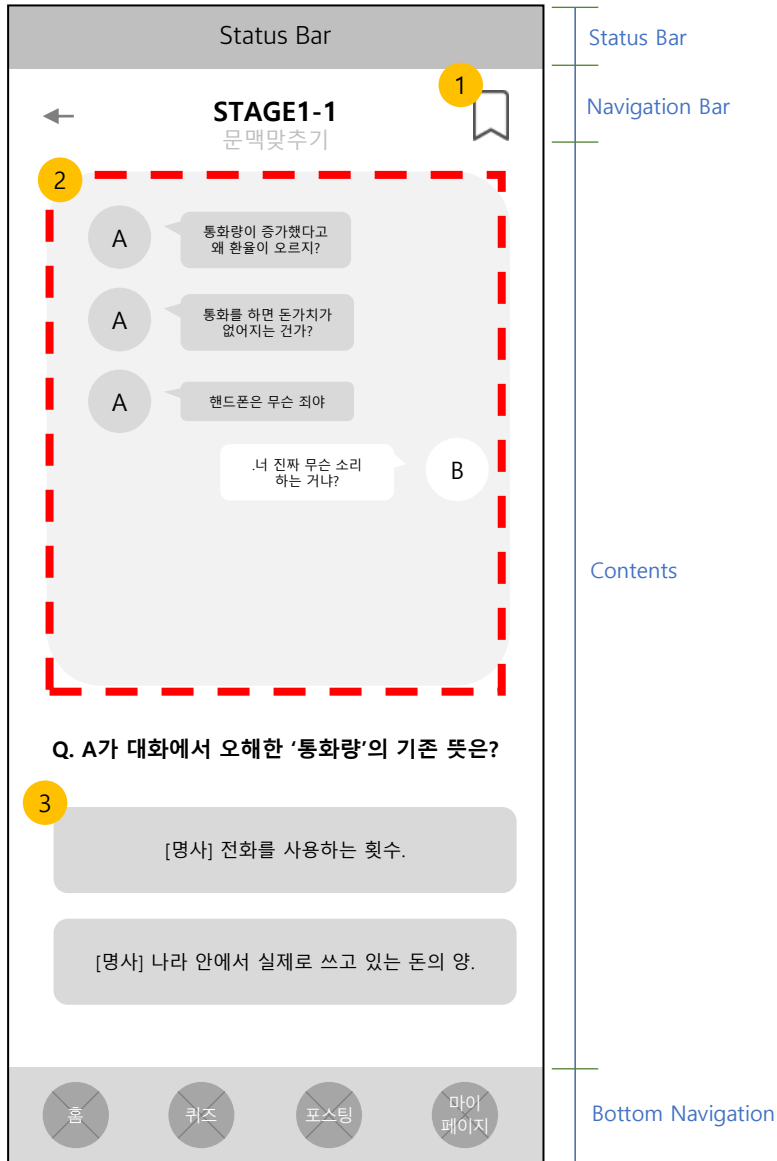 Status Bar
Status Bar
1
Navigation Bar
STAGE1-1
문맥맞추기
2
A
통화량이 증가했다고
왜 환율이 오르지?
A
통화를 하면 돈가치가
없어지는 건가?
A
핸드폰은 무슨 죄야
.너 진짜 무슨 소리
하는 거냐?
B
Contents
Q. A가 대화에서 오해한 ‘통화량’의 기존 뜻은?
3
[명사] 전화를 사용하는 횟수.
[명사] 나라 안에서 실제로 쓰고 있는 돈의 양.
홈
퀴즈
포스팅
마이
페이지
Bottom Navigation